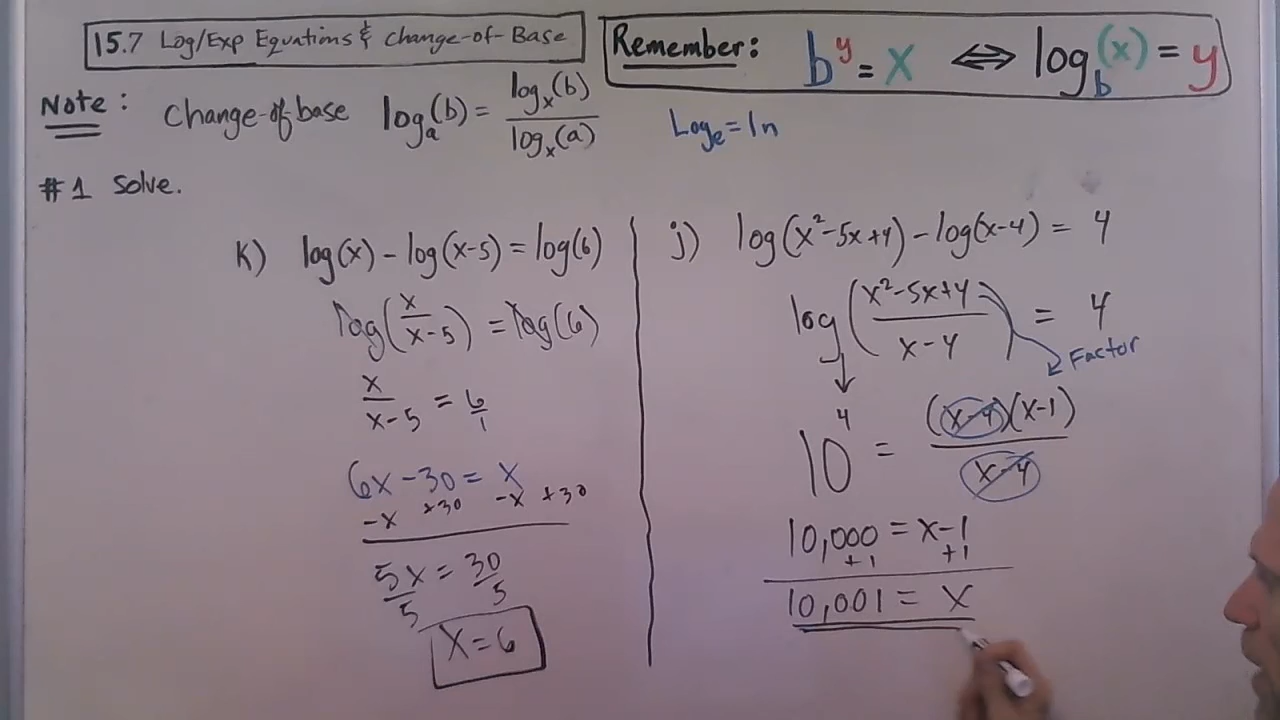 15.7 Log/Exp Equations & Change-of-Base
Remember: b^y = x ⟺ log_b(x) = y
Note: Change-of-base log_a(b) = log_x(b) / log_x(a)
Log_e = ln
#1 Solve.
k) log(x) - log(x-5) = log(6)
log(x / x-5) = log(6)
x / x-5 = 6 / 1
6x - 30 = x
-x +30 -x +30
5x / 5 = 30 / 5
x = 6
j) log(x² - 5x + 4) - log(x-4) = 4
log(x² - 5x + 4 / x - 4) = 4
Factor
10^4 = (x-4)(x-1) / x-4
10,000 = x-1
+1 +1
10,001 = x